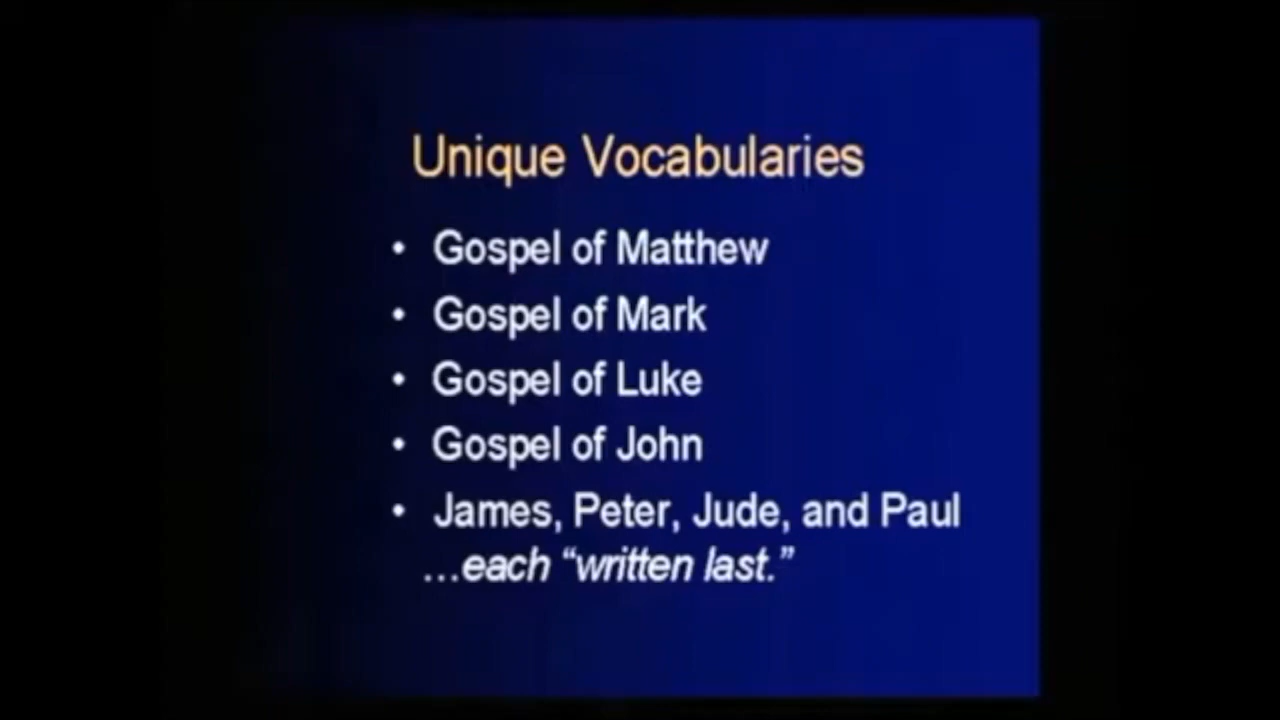 Unique Vocabularies
• Gospel of Matthew
• Gospel of Mark
• Gospel of Luke
• Gospel of John
• James, Peter, Jude, and Paul
…each “written last.”